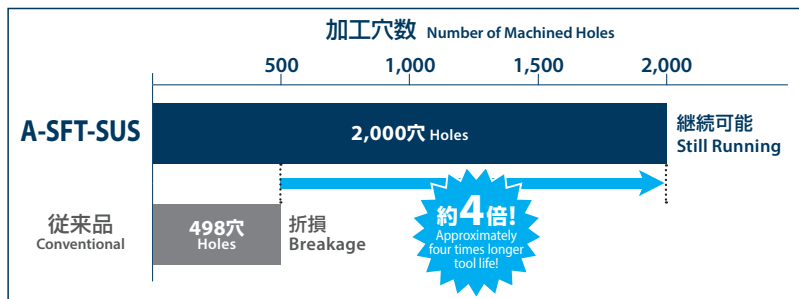 加工穴数 Number of Machined Holes
500 1,000 1,500 2,000
A-SFT-SUS
2,000穴 Holes
継続可能
Still Running
従来品
Conventional
498穴
Holes
折損
Breakage
約4倍!
Approximately
four times longer
tool life!